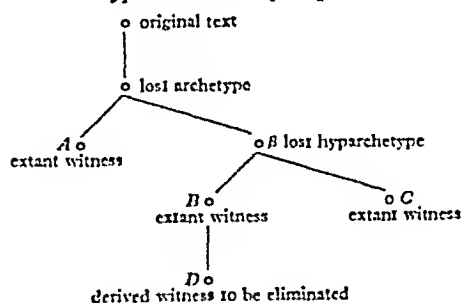 original text
lost archetype
A
extant witness
β lost hyparchetype
B
extant witness
C
extant witness
D
derived witness to be eliminated